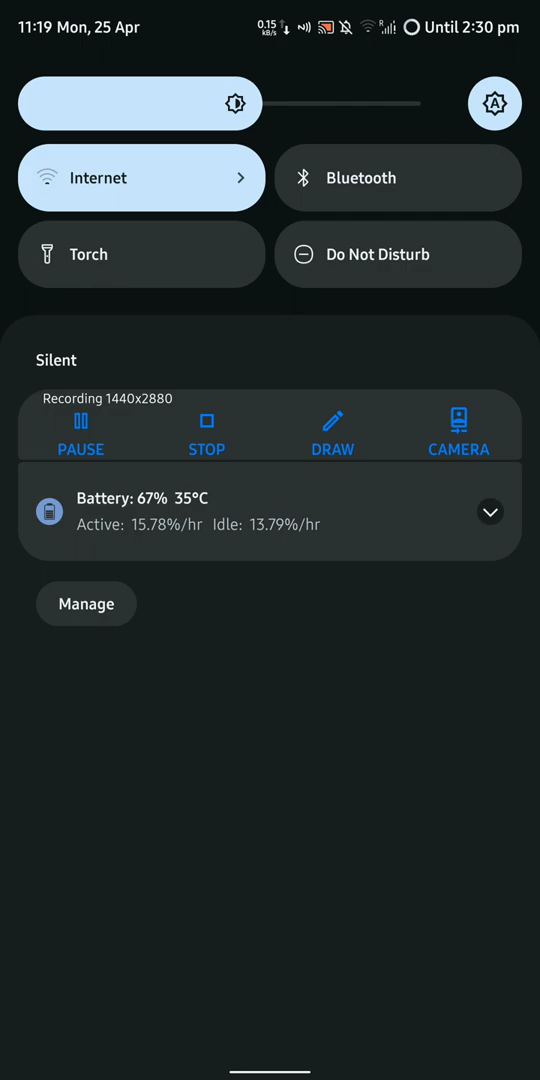 11:19 Mon, 25 Apr
0.15 kB/s
R
Until 2:30 pm
A
Internet
Bluetooth
Torch
Do Not Disturb
Silent
Recording 1440x2880
PAUSE STOP DRAW CAMERA
Battery: 67% 35°C
Active: 15.78%/hr Idle: 13.79%/hr
Manage